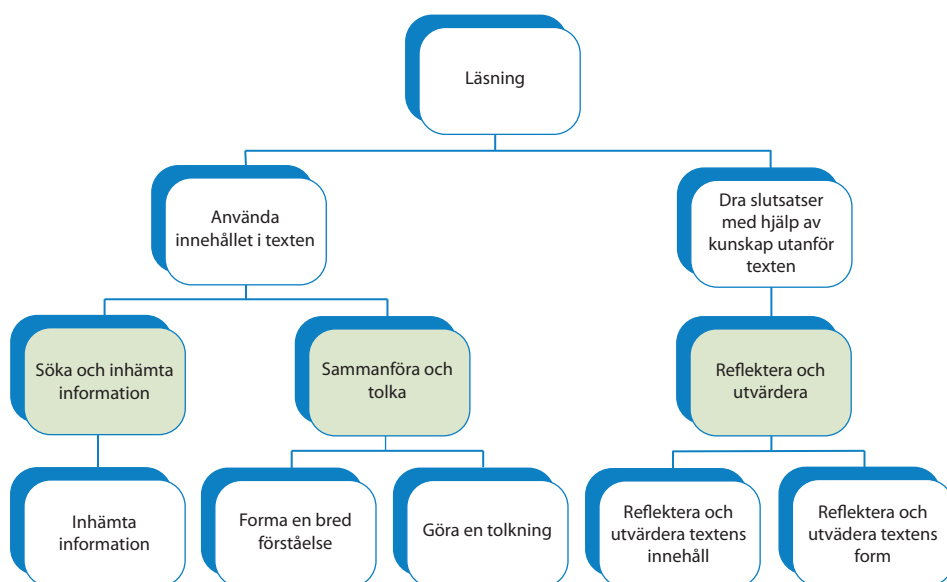 Läsning
Använda
innehållet i texten
Dra slutsatser
med hjälp av
kunskap utanför
texten
Söka och inhämta
information
Sammanföra och
tolka
Reflektera och
utvärdera
Inhämta
information
Forma en bred
förståelse
Göra en tolkning
Reflektera och
utvärdera textens
innehåll
Reflektera och
utvädera textens
form